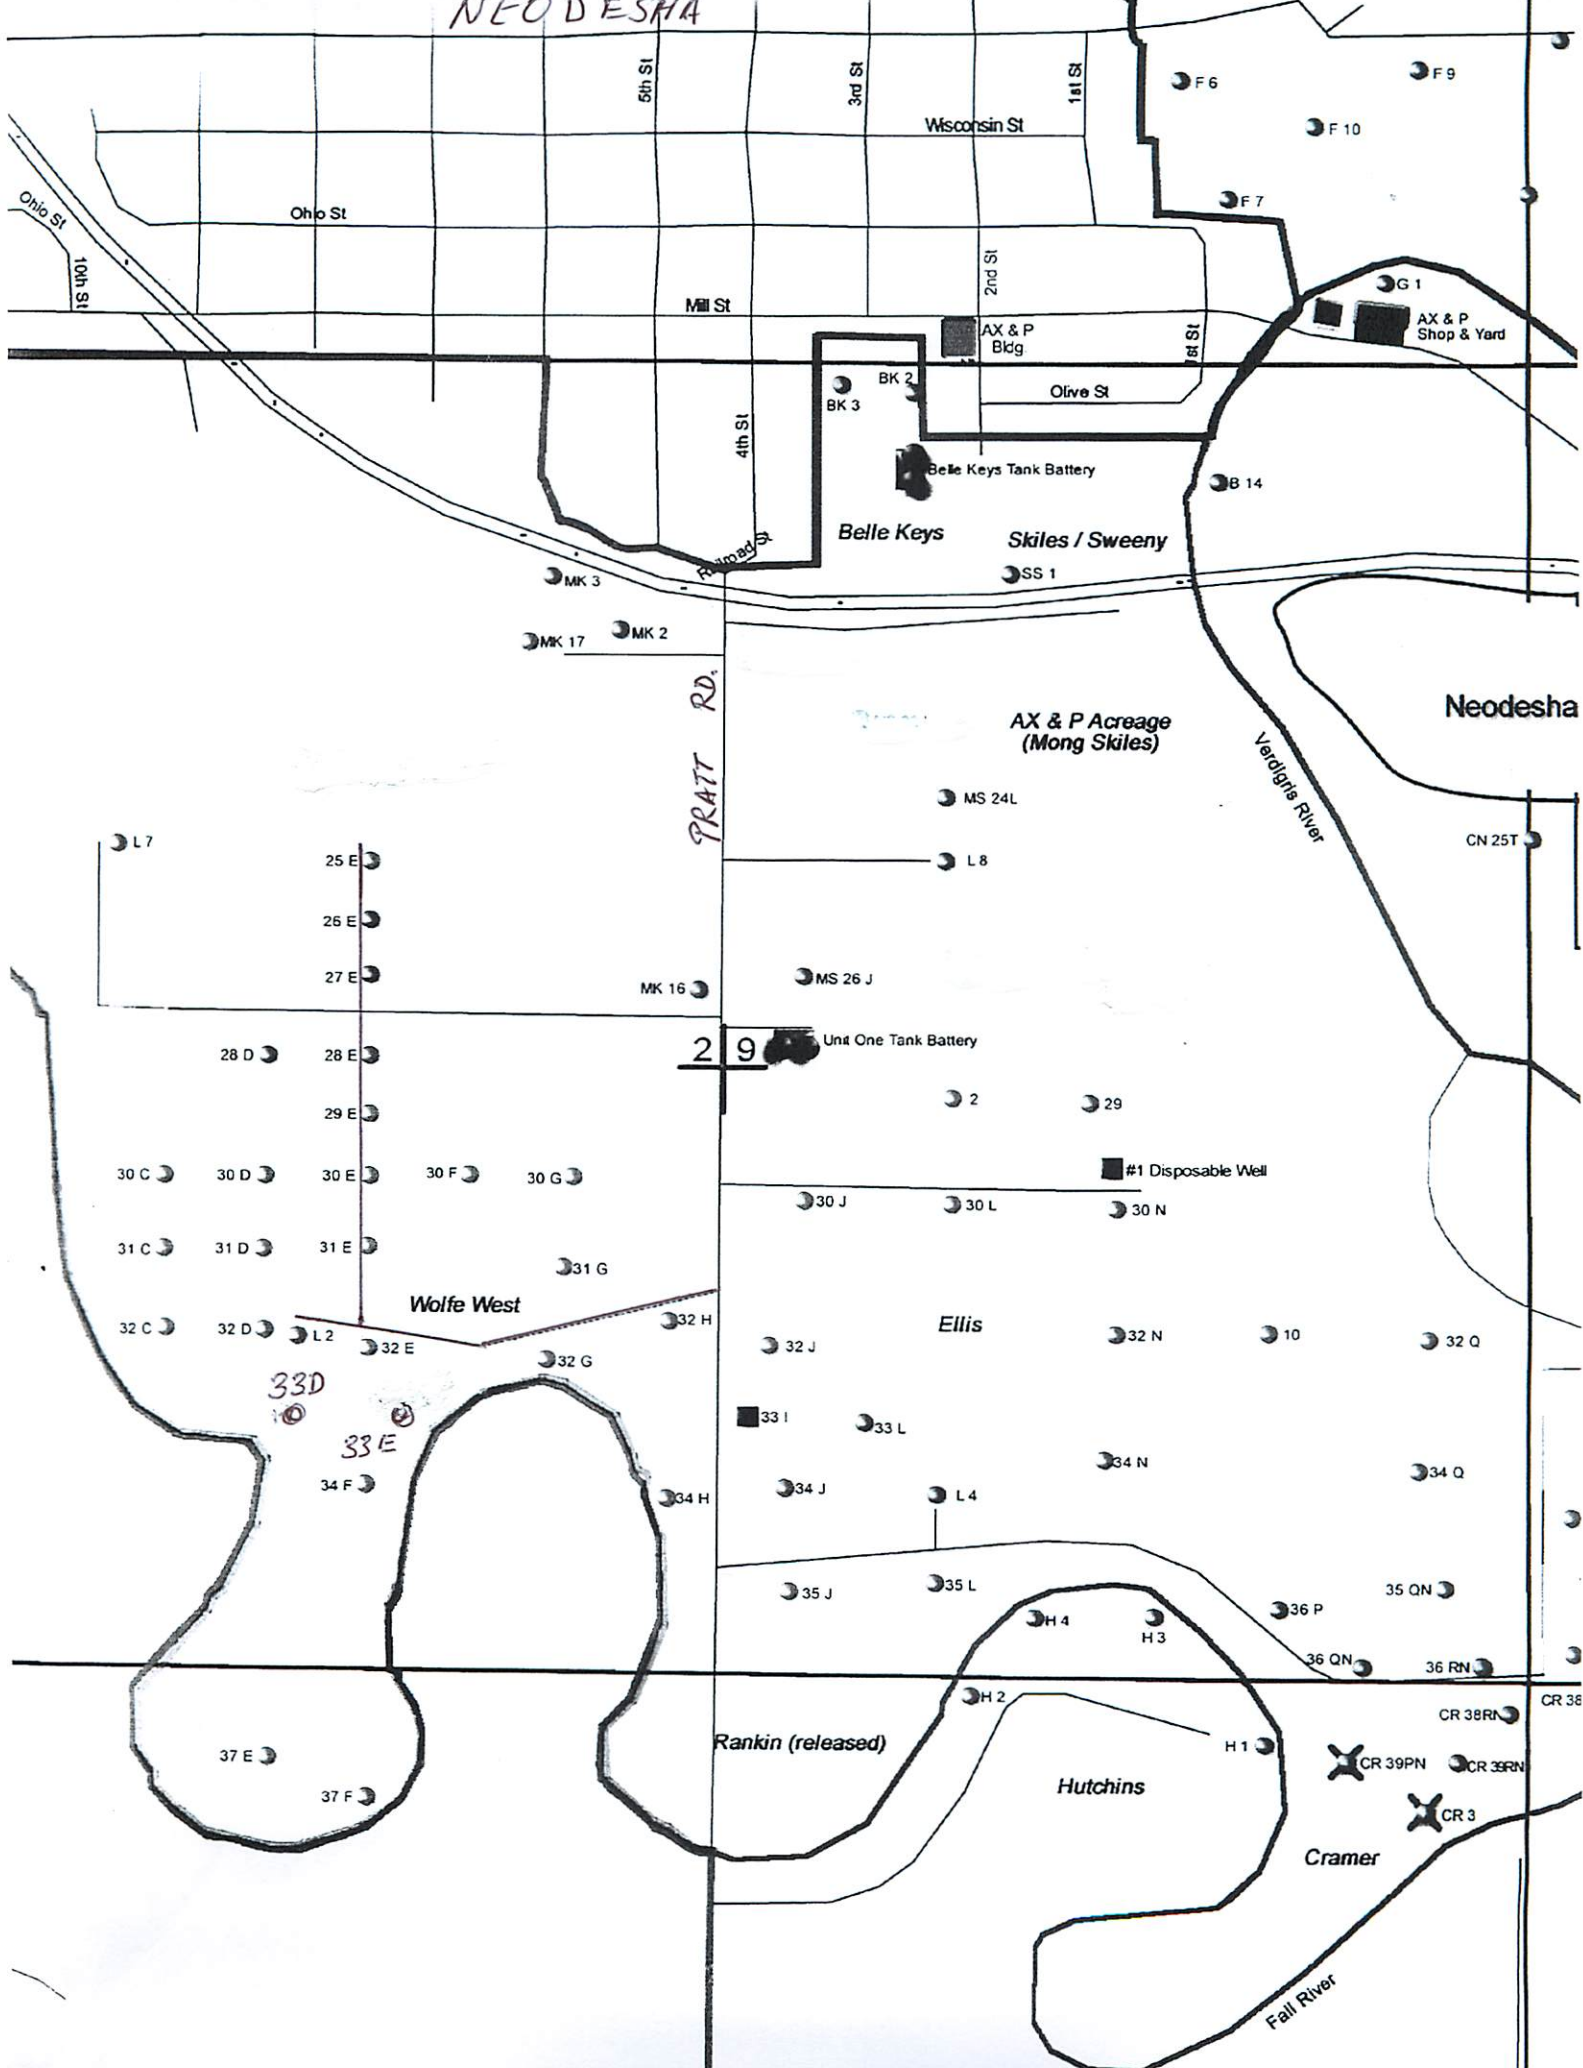 NEODESHA
5th St
3rd St
1st St
F 6
F 9
Wisconsin St
F 10
Ohio St
Ohio St
F 7
10th St
2nd St
G 1
Mill St
AX & P
Bldg.
AX & P
Shop & Yard
1st St
BK 2
BK 3
Olive St
4th St
Belle Keys Tank Battery
B 14
Belle Keys
Skiles / Sweeny
Railroad St
MK 3
SS 1
MK 17
MK 2
PRATT RD.
AX & P Acreage
(Mong Skiles)
Neodesha
Verdigris River
MS 24L
L 7
25 E
L 8
CN 25T
26 E
27 E
MK 16
MS 26 J
28 D
28 E
2 9
Unit One Tank Battery
29 E
2
29
30 C
30 D
30 E
30 F
30 G
#1 Disposable Well
30 J
30 L
30 N
31 C
31 D
31 E
31 G
Wolfe West
32 C
32 D
L 2
32 E
32 H
Ellis
32 G
32 J
32 N
10
32 Q
33D
33E
33 I
33 L
34 F
34 H
34 J
L 4
34 N
34 Q
35 J
35 L
35 QN
H 4
H 3
36 P
36 QN
36 RN
H 2
CR 38RN
CR 38
Rankin (released)
H 1
CR 39PN
CR 39RN
37 E
37 F
Hutchins
CR 3
Cramer
Fall River